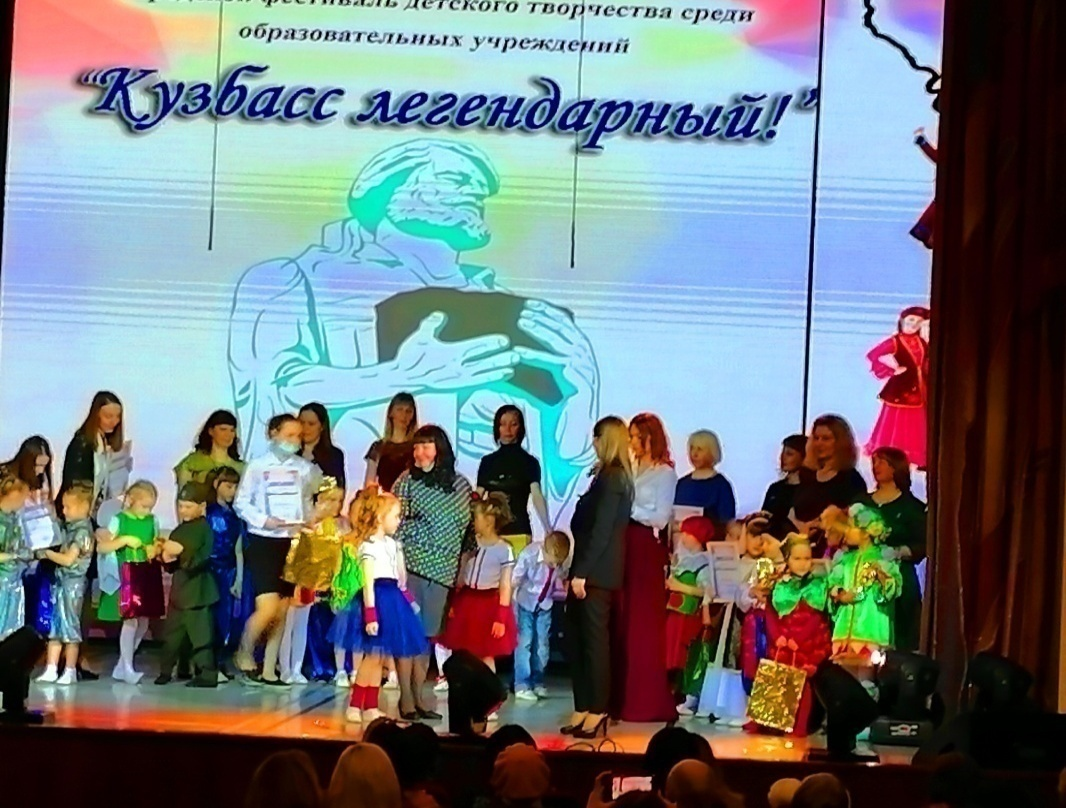 фестиваль детского творчества среди
образовательных учреждений
“Кузбасс легендарный!”